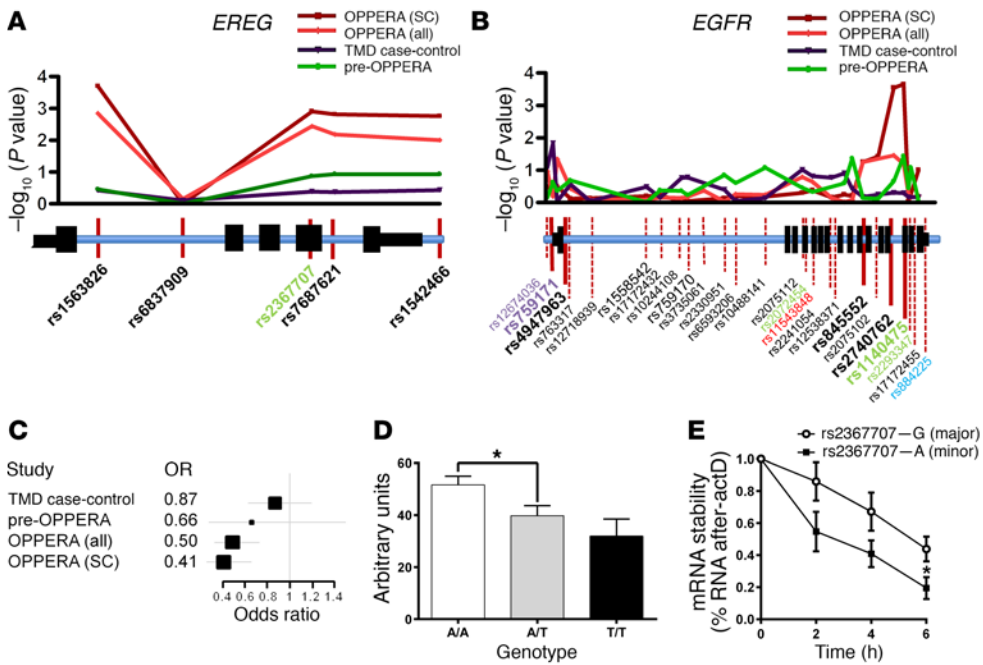 A
EREG
OPPERA (SC)
OPPERA (all)
TMD case-control
pre-OPPERA
–log10 (P value)
4
3
2
1
0
rs1563826
rs6837909
rs2367707
rs7687621
rs1542466
B
EGFR
OPPERA (SC)
OPPERA (all)
TMD case-control
pre-OPPERA
–log10 (P value)
4
3
2
1
0
rs12674036
rs759171
rs4947963
rs763317
rs12718939
rs1558542
rs17172432
rs10244108
rs759170
rs3735061
rs2330951
rs6593206
rs10488141
rs2075112
rs2072454
rs11543848
rs2241054
rs12538371
rs845552
rs2075102
rs2740762
rs1140475
rs2293347
rs17172455
rs884225
C
Study OR
TMD case-control 0.87
pre-OPPERA 0.66
OPPERA (all) 0.50
OPPERA (SC) 0.41
0.4 0.6 0.8 1 1.2 1.4
Odds ratio
D
*
Arbitrary units
60
40
20
0
A/A A/T T/T
Genotype
E
rs2367707—G (major)
rs2367707—A (minor)
mRNA stability
(% RNA after-actD)
1.0
0.8
0.6
0.4
0.2
0.0
*
0 2 4 6
Time (h)